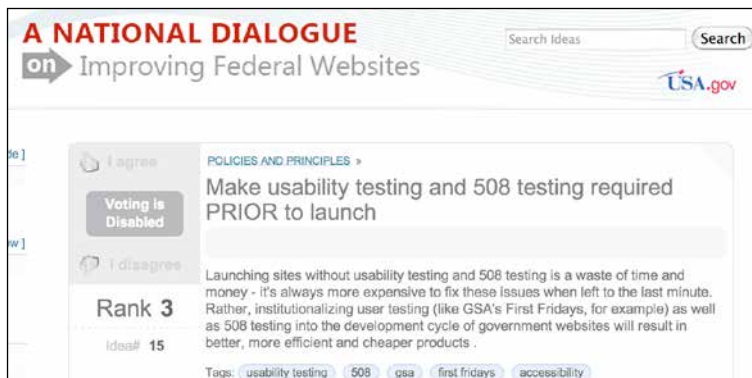 A NATIONAL DIALOGUE
on Improving Federal Websites
Search Ideas
Search
USA.gov
de ]
I agree
Voting is
Disabled
ow ]
I disagree
Rank 3
Idea# 15
POLICIES AND PRINCIPLES »
Make usability testing and 508 testing required
PRIOR to launch
Launching sites without usability testing and 508 testing is a waste of time and
money - it's always more expensive to fix these issues when left to the last minute.
Rather, institutionalizing user testing (like GSA's First Fridays, for example) as well
as 508 testing into the development cycle of government websites will result in
better, more efficient and cheaper products .
Tags: usability testing 508 gsa first fridays accessibility